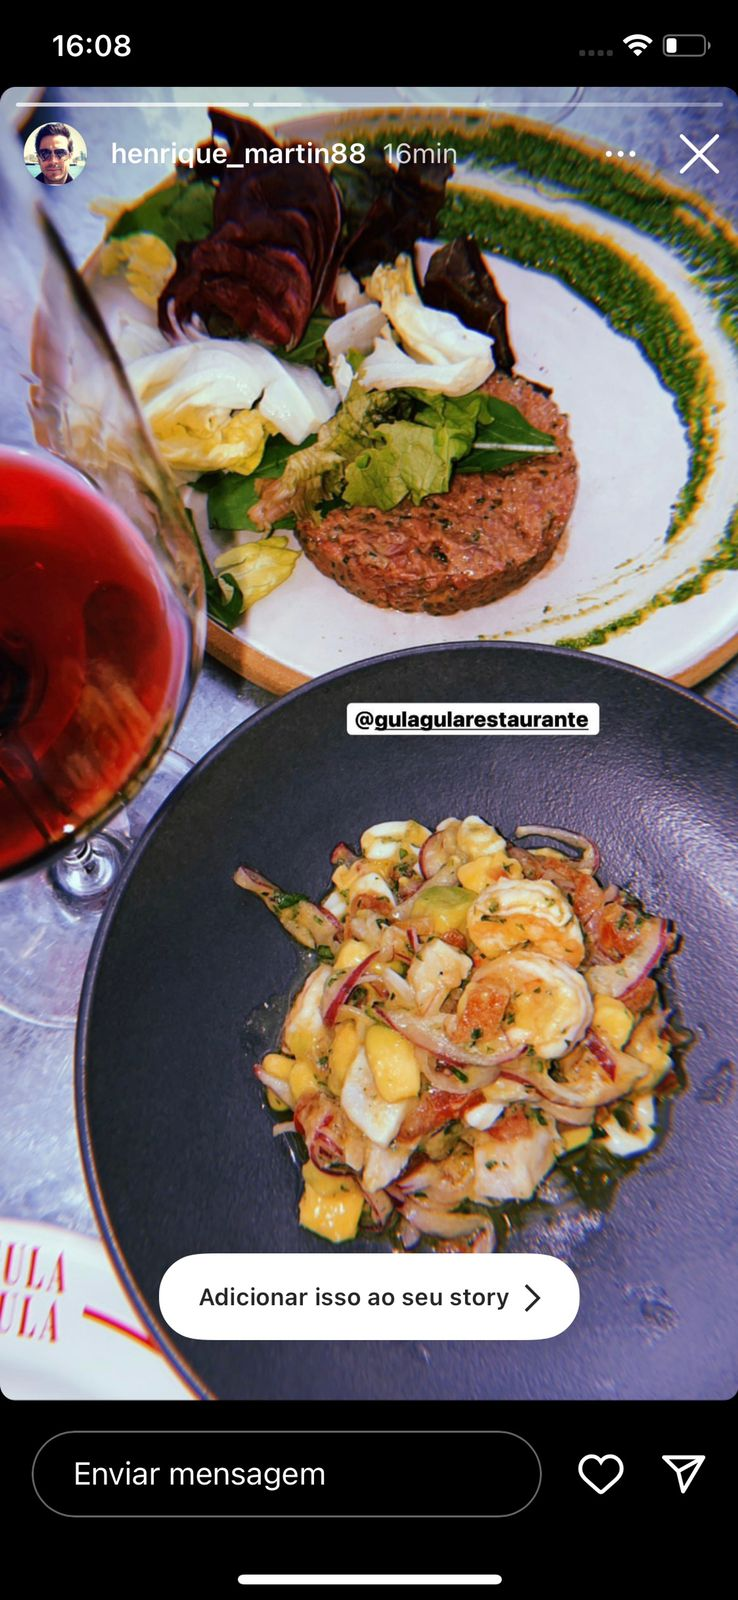 16:08
henrique_martin88 16min
@gulagularestaurante
ULA
ULA
Adicionar isso ao seu story
Enviar mensagem